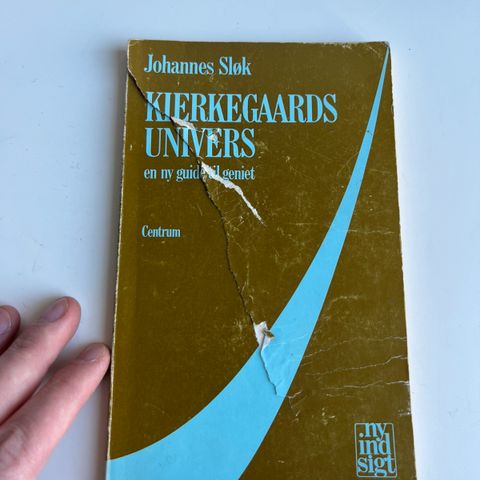 Johannes Sløk
KIERKEGAARDS
UNIVERS
en ny guide til geniet
Centrum
.ny
ind
sigt